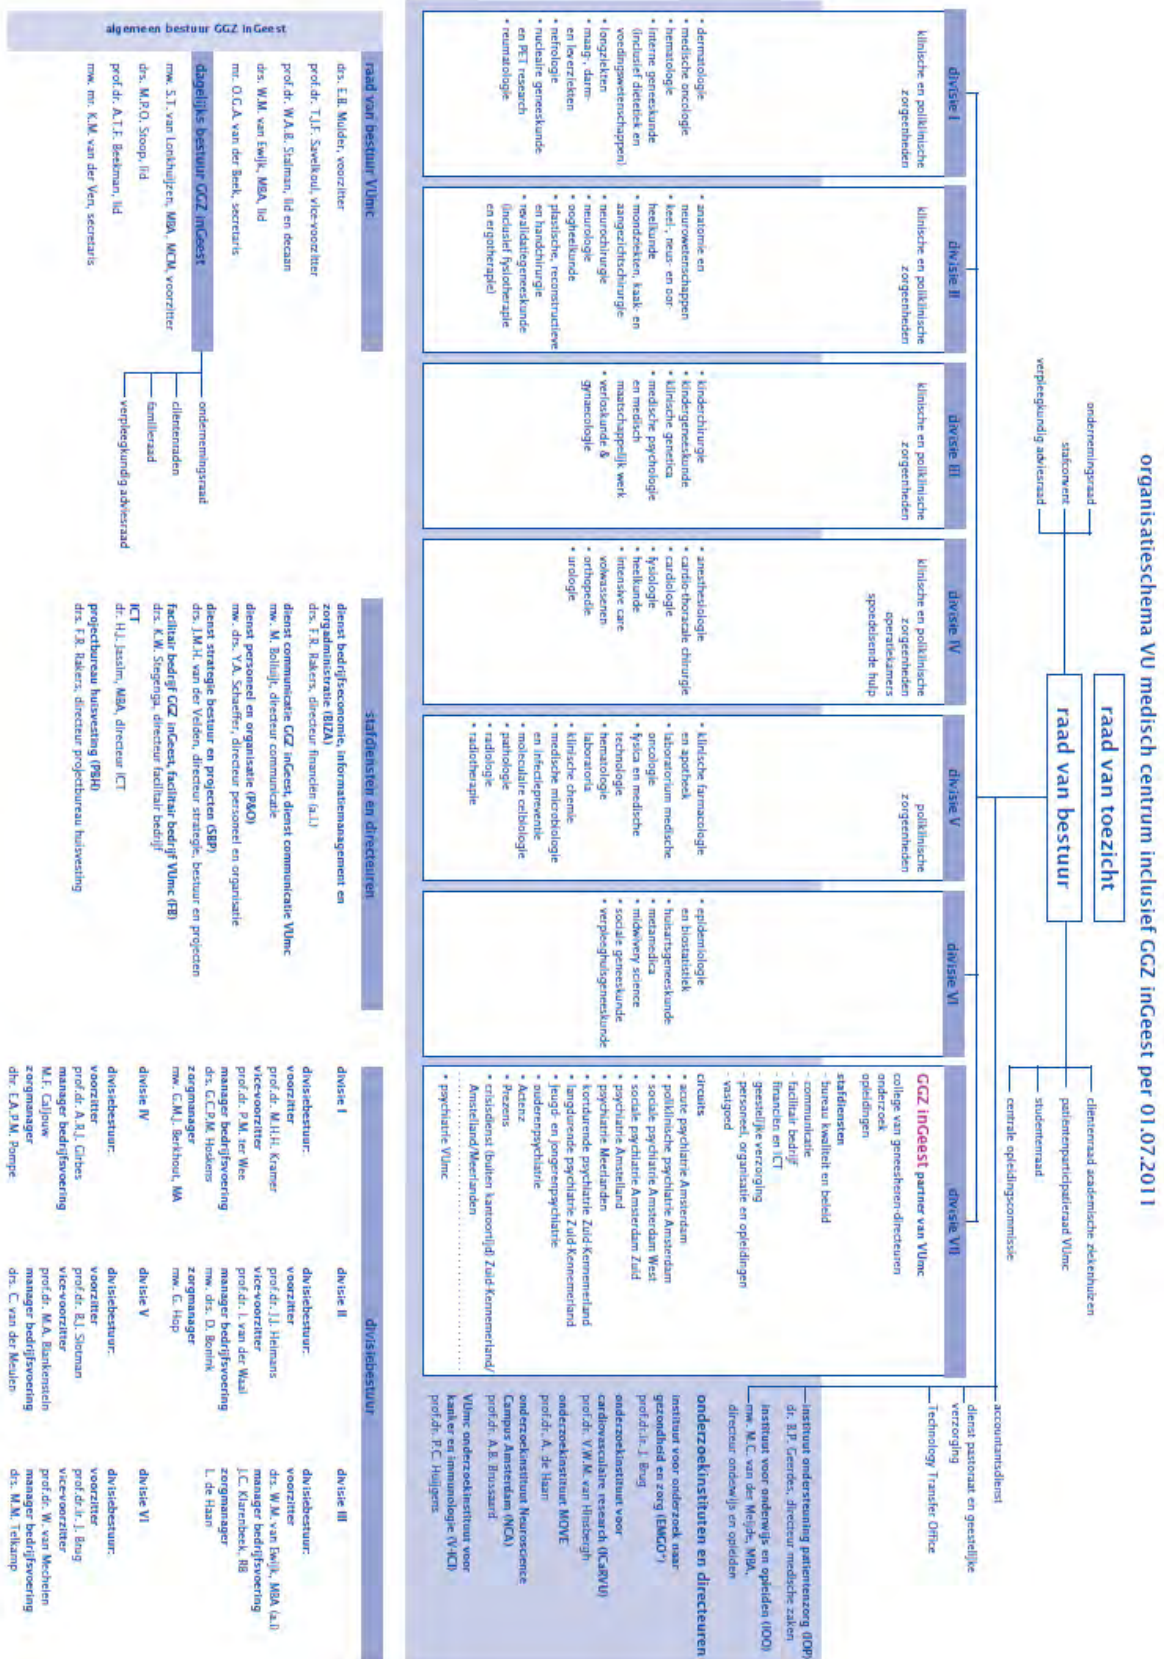 organisatieschema VU medisch centrum inclusief GGZ inGeest per 01.07.2011
raad van toezicht
raad van bestuur
ondernemingsraad
stafconvent
verpleegkundig adviesraad
cliëntenraad academische ziekenhuizen
patiëntenparticipatieraad VUmc
studentenraad
centrale opleidingscommissie
accountantsdienst
dienst pastoraat en geestelijke
verzorging
Technology Transfer Office
divisie I
klinische en poliklinische
zorgeenheden
• dermatologie
• medische oncologie
• hematologie
• interne geneeskunde
(inclusief diëtetiek en
voedingswetenschappen)
• longziekten
• maag-, darm-
en leverziekten
• nefrologie
• nucleaire geneeskunde
en PET research
• reumatologie
divisie II
klinische en poliklinische
zorgeenheden
• anatomie en
neurowetenschappen
• keel-, neus- en oor-
heelkunde
• mondziekten, kaak- en
aangezichtschirurgie
• neurochirurgie
• neurologie
• oogheelkunde
• plastische, reconstructieve
en handchirurgie
• revalidatiegeneeskunde
(inclusief fysiotherapie
en ergotherapie)
divisie III
klinische en poliklinische
zorgeenheden
• kinderchirurgie
• kindergeneeskunde
• klinische genetica
• medische psychologie
en medisch
maatschappelijk werk
• verloskunde &
gynaecologie
divisie IV
klinische en poliklinische
zorgeenheden
operatiekamers
spoedeisende hulp
• anesthesiologie
• cardio-thoracale chirurgie
• cardiologie
• fysiologie
• heelkunde
• intensive care
volwassenen
• orthopedie
• urologie
divisie V
poliklinische
zorgeenheden
• klinische farmacologie
en apotheek
• laboratorium medische
oncologie
• fysica en medische
technologie
• hematologie
laboratoria
• klinische chemie
• medische microbiologie
en infectiepreventie
• moleculaire celbiologie
• pathologie
• radiologie
• radiotherapie
divisie VI
• epidemiologie
en biostatistiek
• huisartsgeneeskunde
• metamedica
• midwivery science
• sociale geneeskunde
• verpleeghuisgeneeskunde
divisie VII
GGZ inGeest partner van VUmc
college van geneesheren-directeuren
onderzoek
opleidingen
stafdiensten
- bureau kwaliteit en beleid
- communicatie
- facilitair bedrijf
- financiën en ICT
- geestelijke verzorging
- personeel, organisatie en opleidingen
- vastgoed
circuits
• acute psychiatrie Amsterdam
• poliklinische psychiatrie Amsterdam
• sociale psychiatrie Amsterdam West
• sociale psychiatrie Amsterdam Zuid
• psychiatrie Amstelland
• psychiatrie Meerlanden
• kortdurende psychiatrie Zuid-Kennemerland
• langdurende psychiatrie Zuid-Kennemerland
• jeugd- en jongerenpsychiatrie
• ouderenpsychiatrie
• Actenz
• Prezens
• crisisdienst (buiten kantoortijd) Zuid-Kennemerland/
Amstelland/Meerlanden
• psychiatrie VUmc
instituut ondersteuning patiëntenzorg (IOP)
dr. B.P. Geerdes, directeur medische zaken
instituut voor onderwijs en opleiden (IOO)
mw. M.C. van der Meijde, MBA,
directeur onderwijs en opleiden
onderzoekinstituten en directeuren
instituut voor onderzoek naar
gezondheid en zorg (EMGO⁺)
prof.dr.ir. J. Brug
onderzoekinstituut voor
cardiovasculaire research (ICaRVU)
prof.dr. V.W.M. van Hinsbergh
onderzoekinstituut MOVE
prof.dr. A. de Haan
onderzoekinstituut Neuroscience
Campus Amsterdam (NCA)
prof.dr. A.B. Brussaard
VUmc onderzoekinstituut voor
kanker en immunologie (V-ICI)
prof.dr. P.C. Huijgens
algemeen bestuur GGZ inGeest
raad van bestuur VUmc
drs. E.B. Mulder, voorzitter
prof.dr. T.J.F. Savelkoul, vice-voorzitter
prof.dr. W.A.B. Stalman, lid en decaan
drs. W.M. van Ewijk, MBA, lid
mr. O.G.A. van der Beek, secretaris
dagelijks bestuur GGZ inGeest
mw. S.T. van Lonkhuijzen, MBA, MCM, voorzitter
drs. M.P.O. Stoop, lid
prof.dr. A.T.F. Beekman, lid
mw. mr. K.M. van der Ven, secretaris
ondernemingsraad
cliëntenraden
familieraad
verpleegkundig adviesraad
stafdiensten en directeuren
dienst bedrijfseconomie, informatiemanagement en
zorgadministratie (BIZA)
drs. F.R. Rakers, directeur financiën (a.i.)
dienst communicatie GGZ inGeest, dienst communicatie VUmc
mw. M. Bolluijt, directeur communicatie
dienst personeel en organisatie (P&O)
mw. drs. Y.A. Schaeffer, directeur personeel en organisatie
dienst strategie bestuur en projecten (SBP)
drs. J.M.H. van der Velden, directeur strategie, bestuur en projecten
facilitair bedrijf GGZ inGeest, facilitair bedrijf VUmc (FB)
drs. K.W. Stegenga, directeur facilitair bedrijf
ICT
dr. H.J. Jassim, MBA, directeur ICT
projectbureau huisvesting (PBH)
drs. F.R. Rakers, directeur projectbureau huisvesting
divisiebestuur
divisie I
divisiebestuur:
voorzitter
prof.dr. M.H.H. Kramer
vice-voorzitter
prof.dr. P.M. ter Wee
manager bedrijfsvoering
drs. G.C.P.M. Hoskens
zorgmanager
mw. G.M.J. Berkhout, MA
divisie II
divisiebestuur:
voorzitter
prof.dr. J.J. Heimans
vice-voorzitter
prof.dr. I. van der Waal
manager bedrijfsvoering
mw. drs. D. Bonink
zorgmanager
mw. G. Hop
divisie III
divisiebestuur:
voorzitter
drs. W.M. van Ewijk, MBA (a.i)
manager bedrijfsvoering
J.C. Klarenbeek, RB
zorgmanager
L. de Haan
divisie IV
divisiebestuur:
voorzitter
prof.dr. A.R.J. Girbes
manager bedrijfsvoering
M.F. Caljouw
zorgmanager
dhr. E.A.P.M. Pompe
divisie V
divisiebestuur:
voorzitter
prof.dr. B.J. Slotman
vice-voorzitter
prof.dr. M.A. Blankenstein
manager bedrijfsvoering
drs. C. van der Meulen
divisie VI
divisiebestuur:
voorzitter
prof.dr.ir. J. Brug
vice-voorzitter
prof.dr. W. van Mechelen
manager bedrijfsvoering
drs. M.M. Telkamp